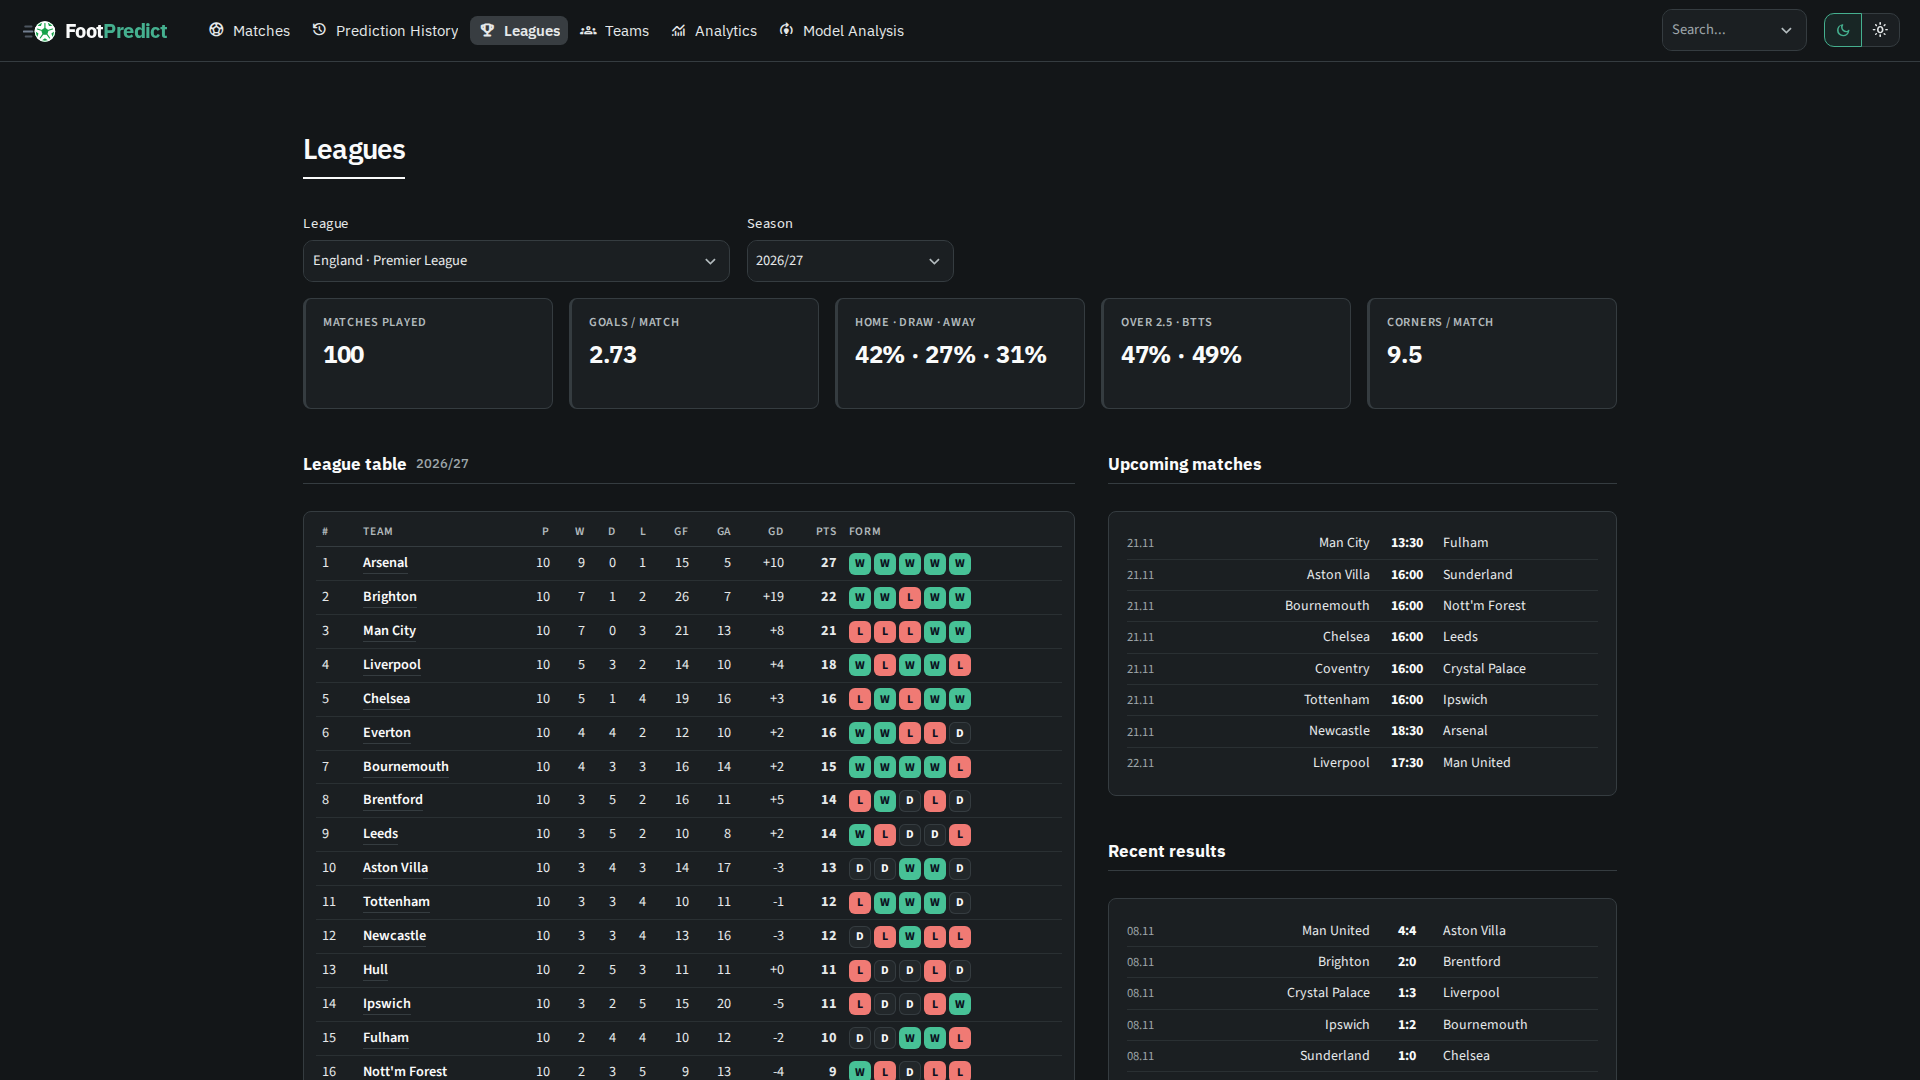 FootPredict Matches Prediction History Leagues Teams Analytics Model Analysis Search...
Leagues
League Season
England · Premier League 2026/27
MATCHES PLAYED GOALS / MATCH HOME · DRAW · AWAY OVER 2.5 · BTTS CORNERS / MATCH
100 2.73 42% · 27% · 31% 47% · 49% 9.5
League table 2026/27
# TEAM P W D L GF GA GD PTS FORM
1 Arsenal 10 9 0 1 15 5 +10 27 W W W W W
2 Brighton 10 7 1 2 26 7 +19 22 W W L W W
3 Man City 10 7 0 3 21 13 +8 21 L L L W W
4 Liverpool 10 5 3 2 14 10 +4 18 W L W W L
5 Chelsea 10 5 1 4 19 16 +3 16 L W L W W
6 Everton 10 4 4 2 12 10 +2 16 W W L L D
7 Bournemouth 10 4 3 3 16 14 +2 15 W W W W L
8 Brentford 10 3 5 2 16 11 +5 14 L W D L D
9 Leeds 10 3 5 2 10 8 +2 14 W L D D L
10 Aston Villa 10 3 4 3 14 17 -3 13 D D W W D
11 Tottenham 10 3 3 4 10 11 -1 12 L W W W D
12 Newcastle 10 3 3 4 13 16 -3 12 D L W L L
13 Hull 10 2 5 3 11 11 +0 11 L D D L D
14 Ipswich 10 3 2 5 15 20 -5 11 L D D L W
15 Fulham 10 2 4 4 10 12 -2 10 D D W W L
16 Nott'm Forest 10 2 3 5 9 13 -4 9 W L D L L
Upcoming matches
21.11 Man City 13:30 Fulham
21.11 Aston Villa 16:00 Sunderland
21.11 Bournemouth 16:00 Nott'm Forest
21.11 Chelsea 16:00 Leeds
21.11 Coventry 16:00 Crystal Palace
21.11 Tottenham 16:00 Ipswich
21.11 Newcastle 18:30 Arsenal
22.11 Liverpool 17:30 Man United
Recent results
08.11 Man United 4:4 Aston Villa
08.11 Brighton 2:0 Brentford
08.11 Crystal Palace 1:3 Liverpool
08.11 Ipswich 1:2 Bournemouth
08.11 Sunderland 1:0 Chelsea